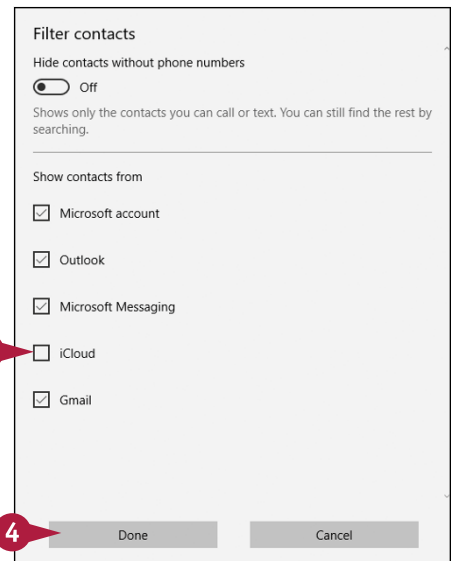 Filter contacts
Hide contacts without phone numbers
Off
Shows only the contacts you can call or text. You can still find the rest by
searching.
Show contacts from
Microsoft account
Outlook
Microsoft Messaging
iCloud
Gmail
4
Done
Cancel